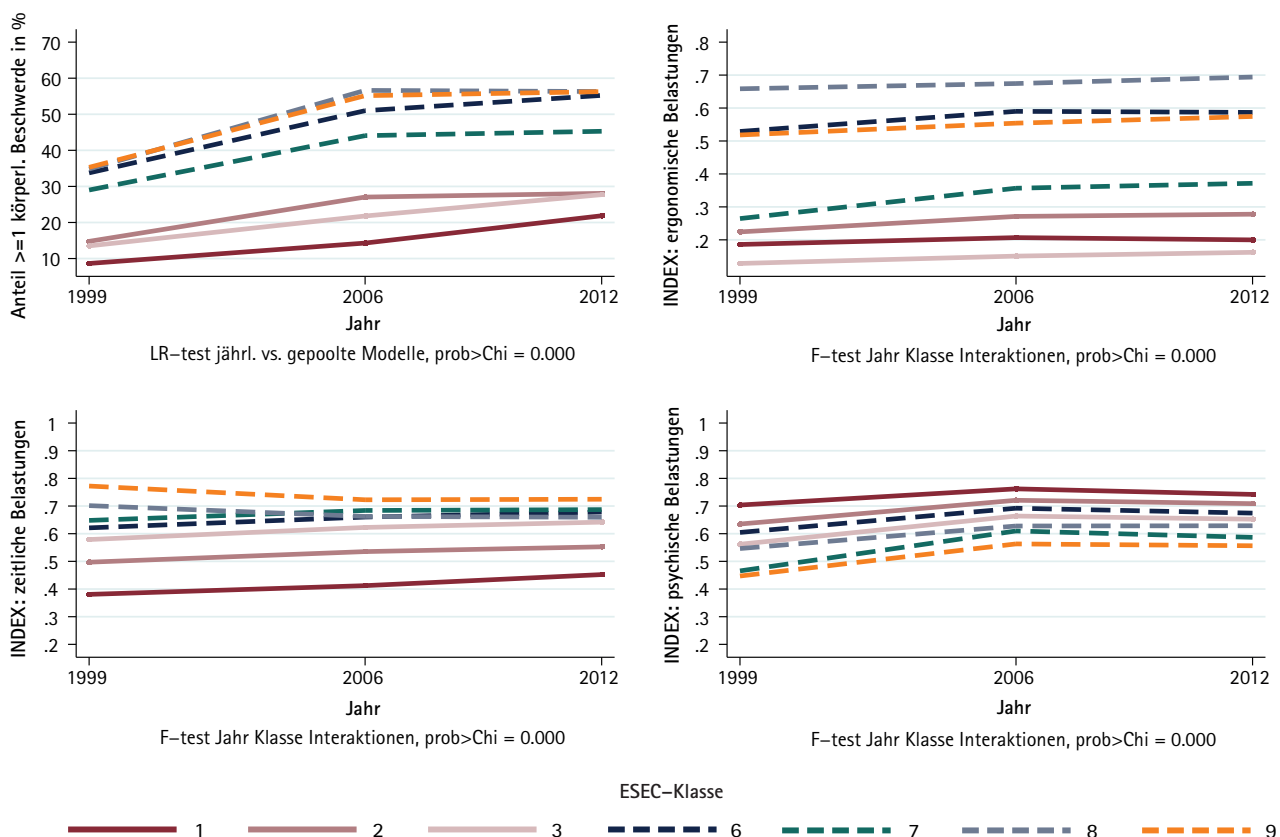 Anteil >=1 körperl. Beschwerde in %
70
60
50
40
30
20
10
1999 2006 2012
Jahr
LR–test jährl. vs. gepoolte Modelle, prob>Chi = 0.000
INDEX: ergonomische Belastungen
.8
.7
.6
.5
.4
.3
.2
1999 2006 2012
Jahr
F–test Jahr Klasse Interaktionen, prob>Chi = 0.000
INDEX: zeitliche Belastungen
1
.9
.8
.7
.6
.5
.4
.3
.2
1999 2006 2012
Jahr
F–test Jahr Klasse Interaktionen, prob>Chi = 0.000
INDEX: psychische Belastungen
1
.9
.8
.7
.6
.5
.4
.3
.2
1999 2006 2012
Jahr
F–test Jahr Klasse Interaktionen, prob>Chi = 0.000
ESEC–Klasse
1 2 3 6 7 8 9